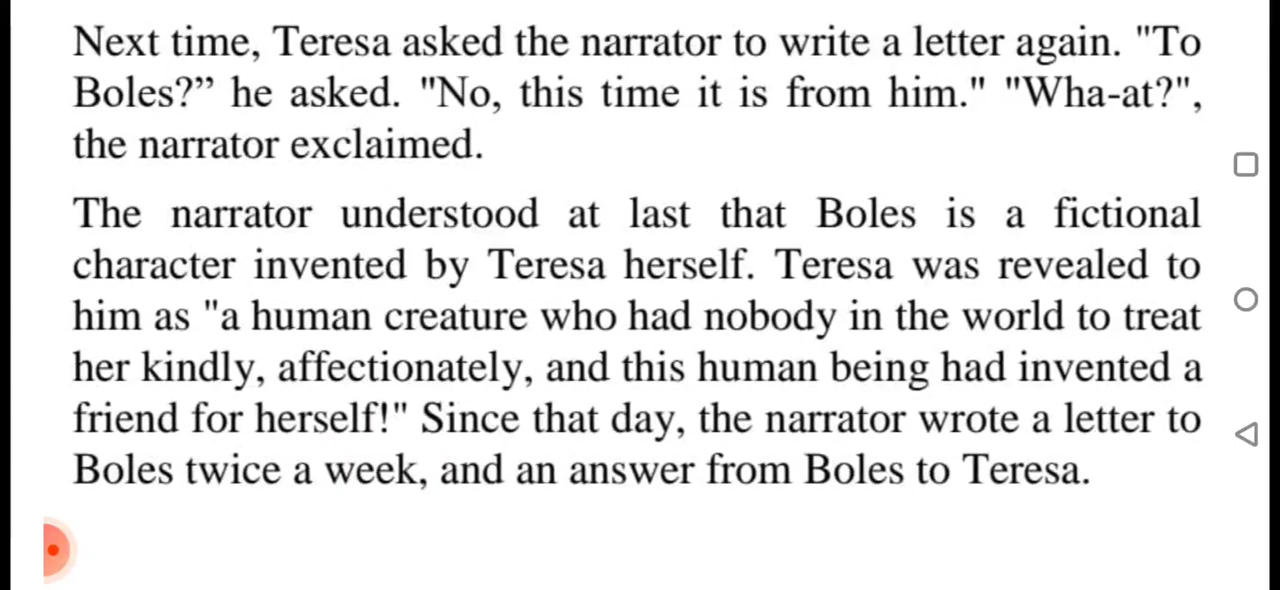 Next time, Teresa asked the narrator to write a letter again. "To
Boles?” he asked. "No, this time it is from him." "Wha-at?",
the narrator exclaimed.
The narrator understood at last that Boles is a fictional
character invented by Teresa herself. Teresa was revealed to
him as "a human creature who had nobody in the world to treat
her kindly, affectionately, and this human being had invented a
friend for herself!" Since that day, the narrator wrote a letter to
Boles twice a week, and an answer from Boles to Teresa.